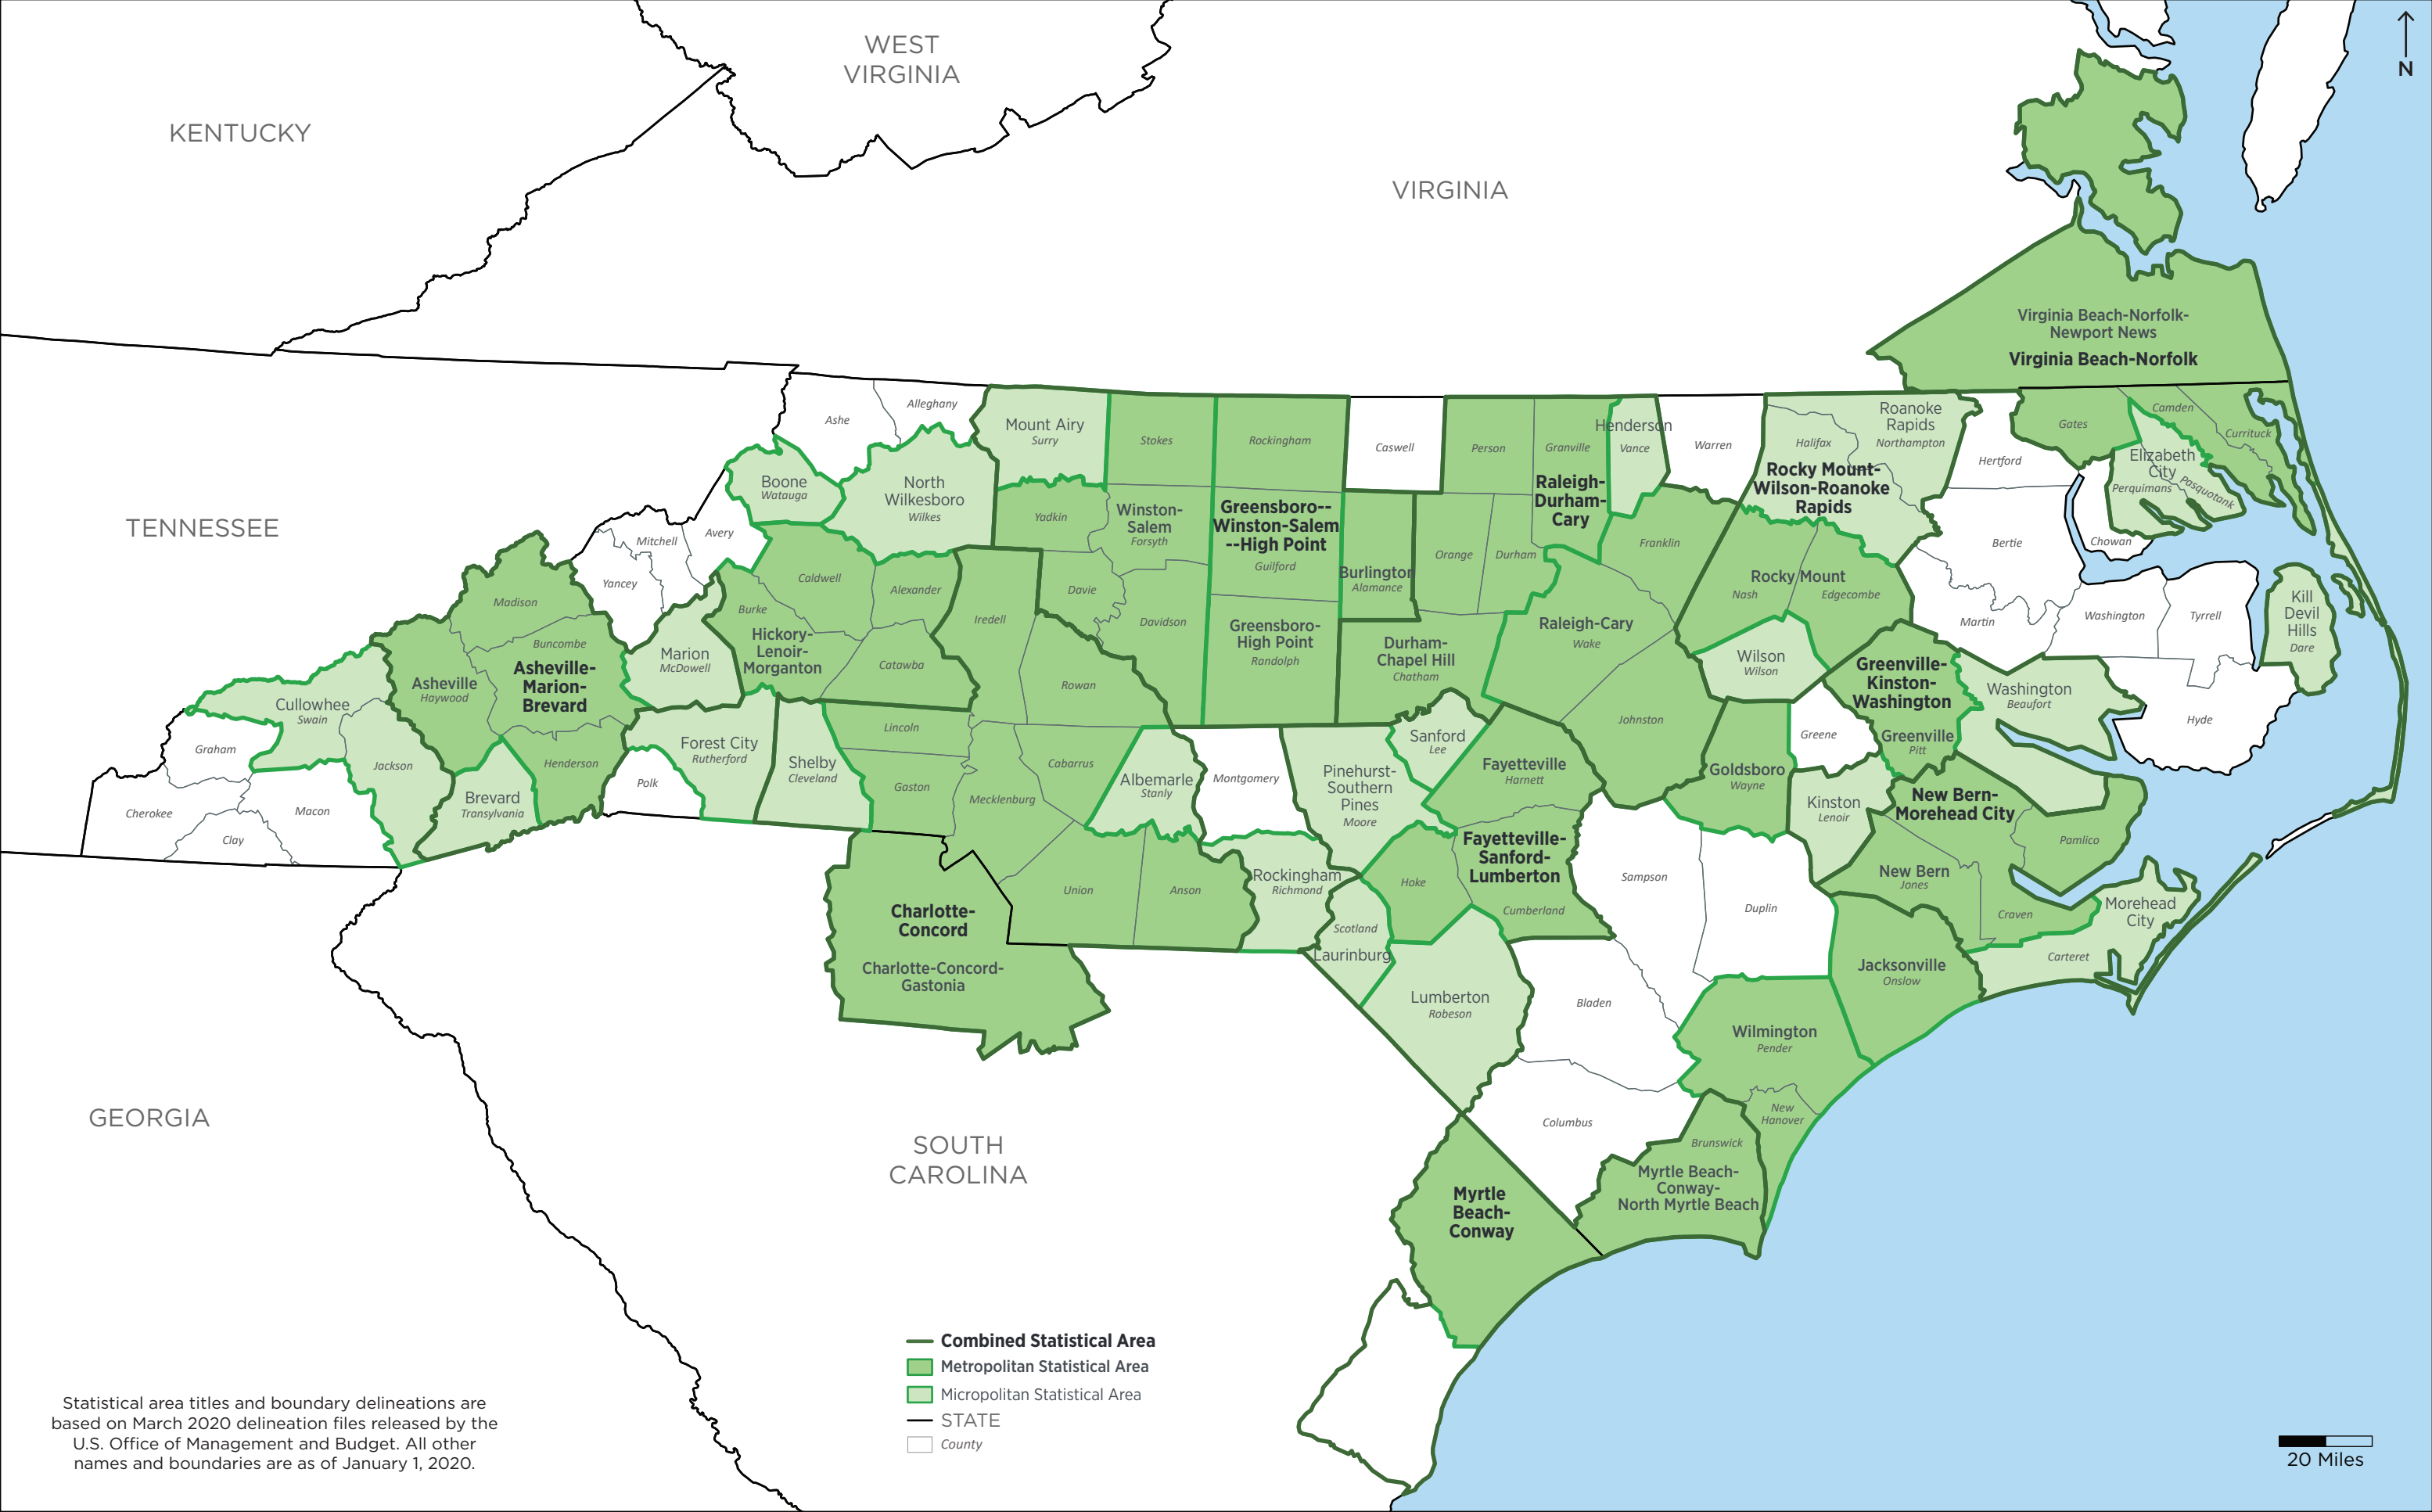 WEST
VIRGINIA
N
KENTUCKY
VIRGINIA
Virginia Beach-Norfolk-
Newport News
Virginia Beach-Norfolk
TENNESSEE
Ashe
Alleghany
Mount Airy
Surry
Stokes
Rockingham
Caswell
Person
Granville
Henderson
Vance
Warren
Roanoke
Rapids
Halifax
Northampton
Hertford
Gates
Camden
Currituck
Elizabeth
City
Perquimans
Pasquotank
Chowan
Bertie
Boone
Watauga
North
Wilkesboro
Wilkes
Yadkin
Winston-
Salem
Forsyth
Greensboro--
Winston-Salem
--High Point
Guilford
Raleigh-
Durham-
Cary
Rocky Mount-
Wilson-Roanoke
Rapids
Mitchell
Avery
Yancey
Caldwell
Alexander
Burke
Hickory-
Lenoir-
Morganton
Catawba
Iredell
Davie
Davidson
Rowan
Greensboro-
High Point
Randolph
Burlington
Alamance
Orange
Durham
Franklin
Rocky Mount
Nash
Edgecombe
Martin
Washington
Tyrrell
Kill
Devil
Hills
Dare
Madison
Buncombe
Asheville-
Marion-
Brevard
Asheville
Haywood
Marion
McDowell
Durham-
Chapel Hill
Chatham
Raleigh-Cary
Wake
Wilson
Wilson
Greenville-
Kinston-
Washington
Greenville
Pitt
Washington
Beaufort
Hyde
Cullowhee
Swain
Graham
Jackson
Cherokee
Macon
Clay
Brevard
Transylvania
Henderson
Polk
Forest City
Rutherford
Shelby
Cleveland
Lincoln
Gaston
Mecklenburg
Cabarrus
Albemarle
Stanly
Montgomery
Pinehurst-
Southern
Pines
Moore
Sanford
Lee
Fayetteville
Harnett
Johnston
Goldsboro
Wayne
Greene
Kinston
Lenoir
New Bern-
Morehead City
Pamlico
New Bern
Jones
Craven
Morehead
City
Carteret
Union
Anson
Rockingham
Richmond
Hoke
Fayetteville-
Sanford-
Lumberton
Cumberland
Sampson
Duplin
Scotland
Laurinburg
Lumberton
Robeson
Bladen
Jacksonville
Onslow
Charlotte-
Concord
Charlotte-Concord-
Gastonia
Wilmington
Pender
New
Hanover
Columbus
Brunswick
Myrtle Beach-
Conway-
North Myrtle Beach
Myrtle
Beach-
Conway
GEORGIA
SOUTH
CAROLINA
Combined Statistical Area
Metropolitan Statistical Area
Micropolitan Statistical Area
STATE
County
Statistical area titles and boundary delineations are
based on March 2020 delineation files released by the
U.S. Office of Management and Budget. All other
names and boundaries are as of January 1, 2020.
20 Miles